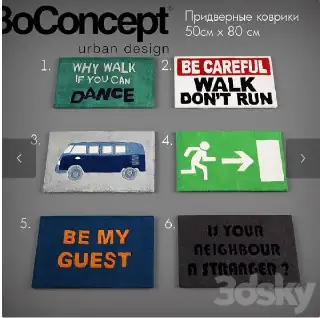 BoConcept®
urban design
Придверные коврики
50см x 80 см
1.
WHY WALK
IF YOU CAN
DANCE
2.
BE CAREFUL
WALK
DON'T RUN
3.
4.
5.
BE MY
GUEST
6.
IS YOUR
NEIGHBOUR
A STRANGER?
3dsky